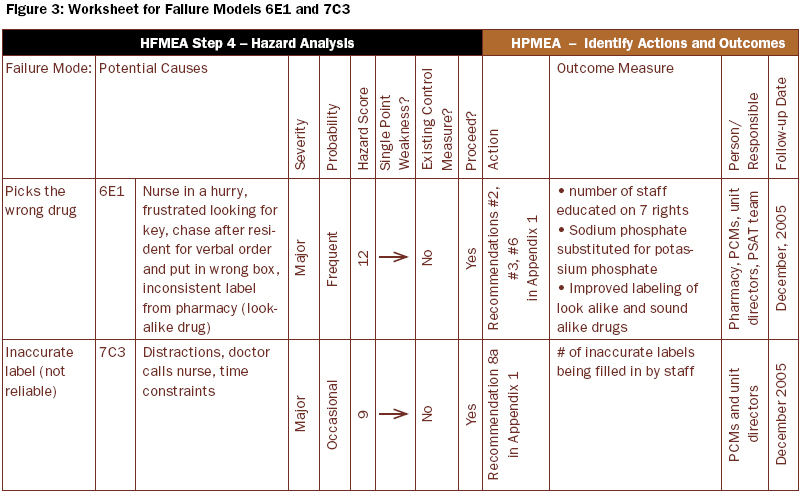 Figure 3: Worksheet for Failure Models 6E1 and 7C3
HFMEA Step 4 – Hazard Analysis
HPMEA – Identify Actions and Outcomes
Failure Mode:
Potential Causes
Severity
Probability
Hazard Score
Single Point
Weakness?
Existing Control
Measure?
Proceed?
Action
Outcome Measure
Person/
Responsible
Follow-up Date
Picks the
wrong drug
6E1
Nurse in a hurry,
frustrated looking for
key, chase after resi-
dent for verbal order
and put in wrong box,
inconsistent label
from pharmacy (look-
alike drug)
Major
Frequent
12
No
Yes
Recommendations #2,
#3, #6
in Appendix 1
• number of staff
educated on 7 rights
• Sodium phosphate
substituted for potas-
sium phosphate
• Improved labeling of
look alike and sound
alike drugs
Pharmacy, PCMs, unit
directors, PSAT team
December, 2005
Inaccurate
label (not
reliable)
7C3
Distractions, doctor
calls nurse, time
constraints
Major
Occasional
9
No
Yes
Recommendation 8a
in Appendix 1
# of inaccurate labels
being filled in by staff
PCMs and unit
directors
December 2005